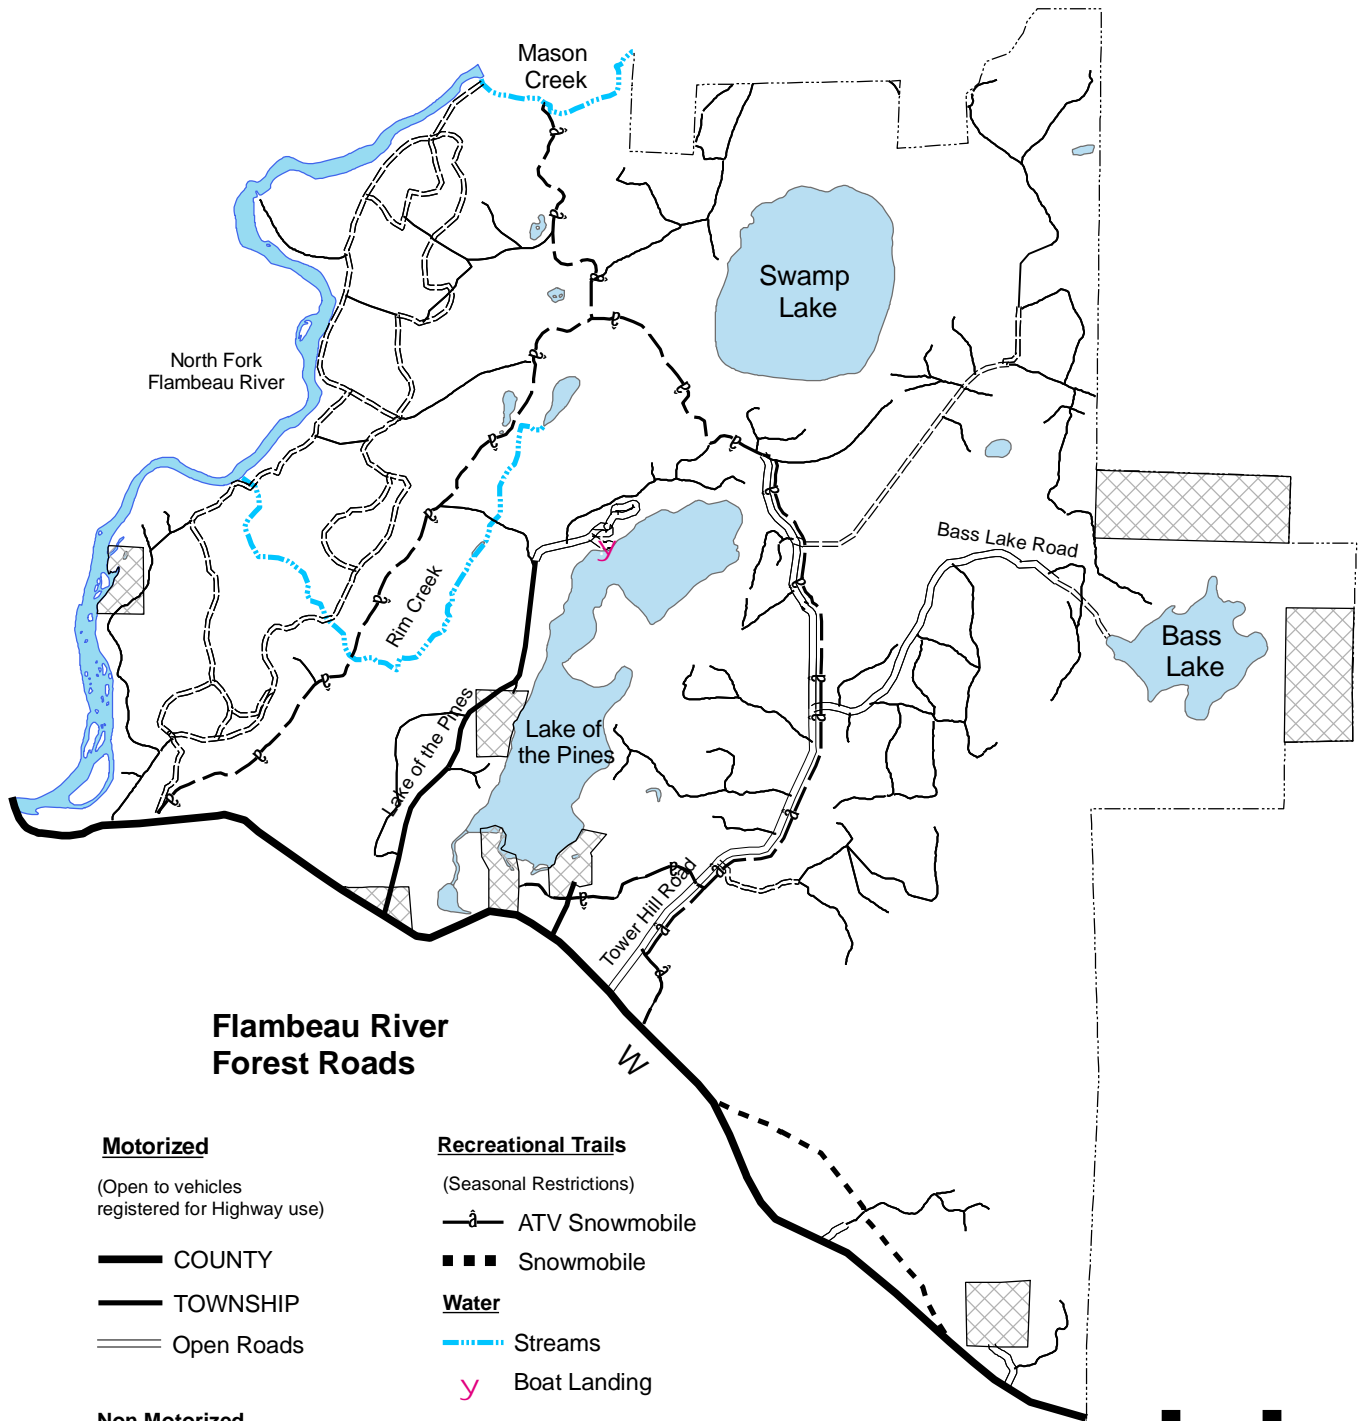 Mason
Creek
Swamp
Lake
North Fork
Flambeau River
Bass Lake Road
Rim Creek
Bass
Lake
Lake of the Pines
Lake of
the Pines
Tower Hill Road
W
Flambeau River
Forest Roads
Motorized
(Open to vehicles
registered for Highway use)
COUNTY
TOWNSHIP
Open Roads
Non Motorized
Recreational Trails
(Seasonal Restrictions)
ATV Snowmobile
Snowmobile
Water
Streams
y Boat Landing